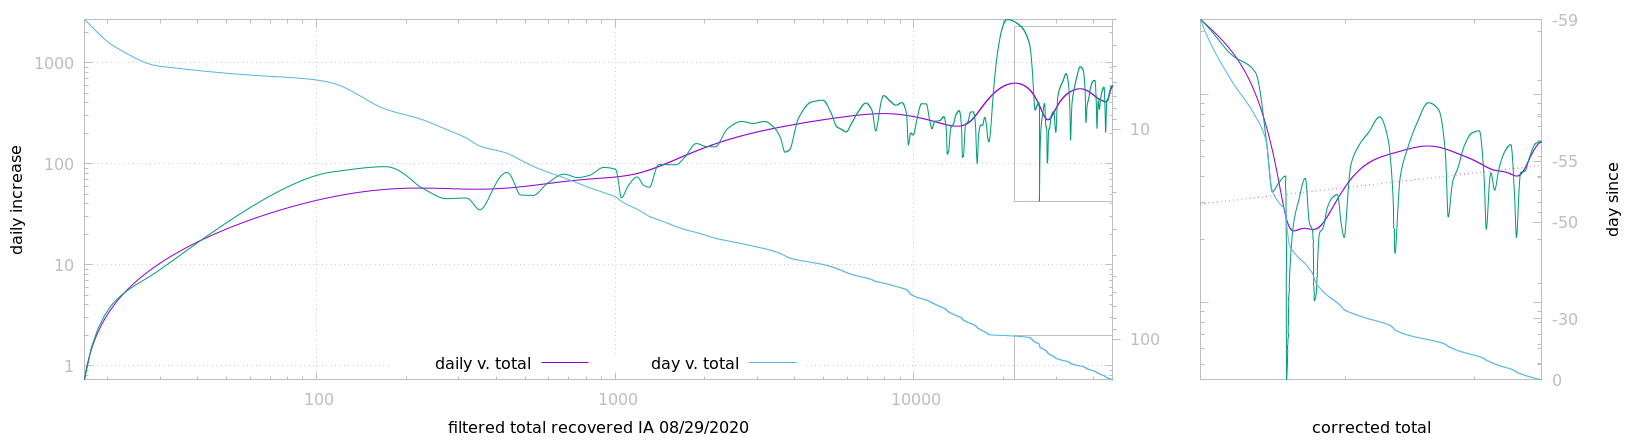 1000
100
10
1
daily increase
daily v. total
day v. total
100
1000
10000
10
100
filtered total recovered IA 08/29/2020
-59
-55
-50
-30
0
day since
corrected total